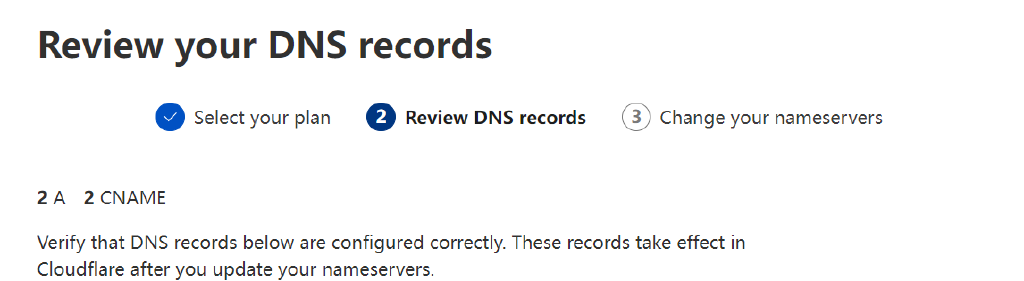 Review your DNS records
Select your plan 2 Review DNS records 3 Change your nameservers
2 A 2 CNAME
Verify that DNS records below are configured correctly. These records take effect in
Cloudflare after you update your nameservers.